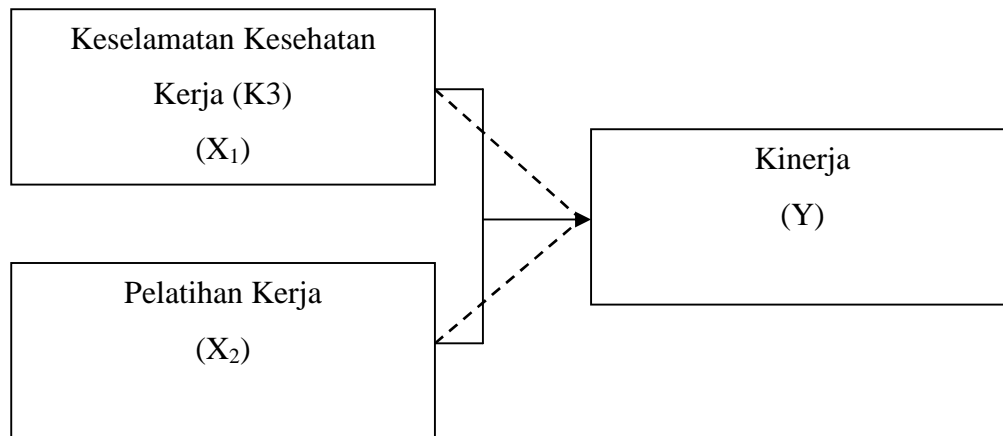 Keselamatan Kesehatan
Kerja (K3)
(X₁)
Kinerja
(Y)
Pelatihan Kerja
(X₂)